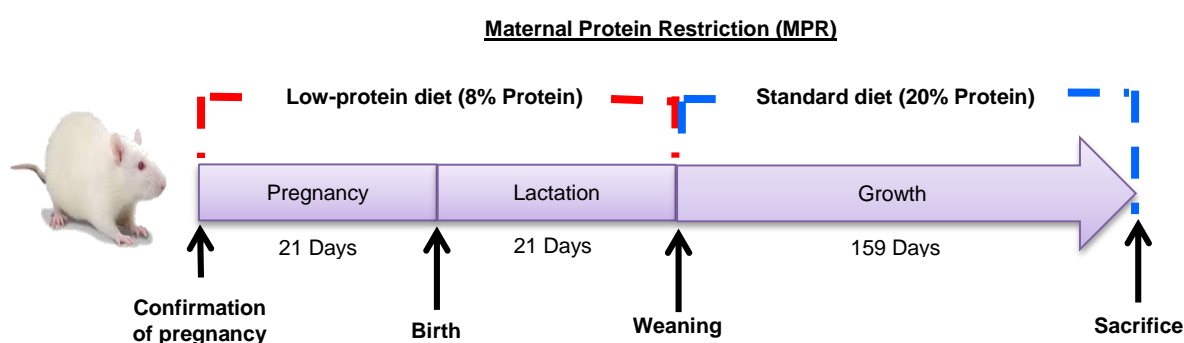 Maternal Protein Restriction (MPR)
Low-protein diet (8% Protein)
Standard diet (20% Protein)
Pregnancy
Lactation
Growth
21 Days
21 Days
159 Days
Confirmation
of pregnancy
Birth
Weaning
Sacrifice